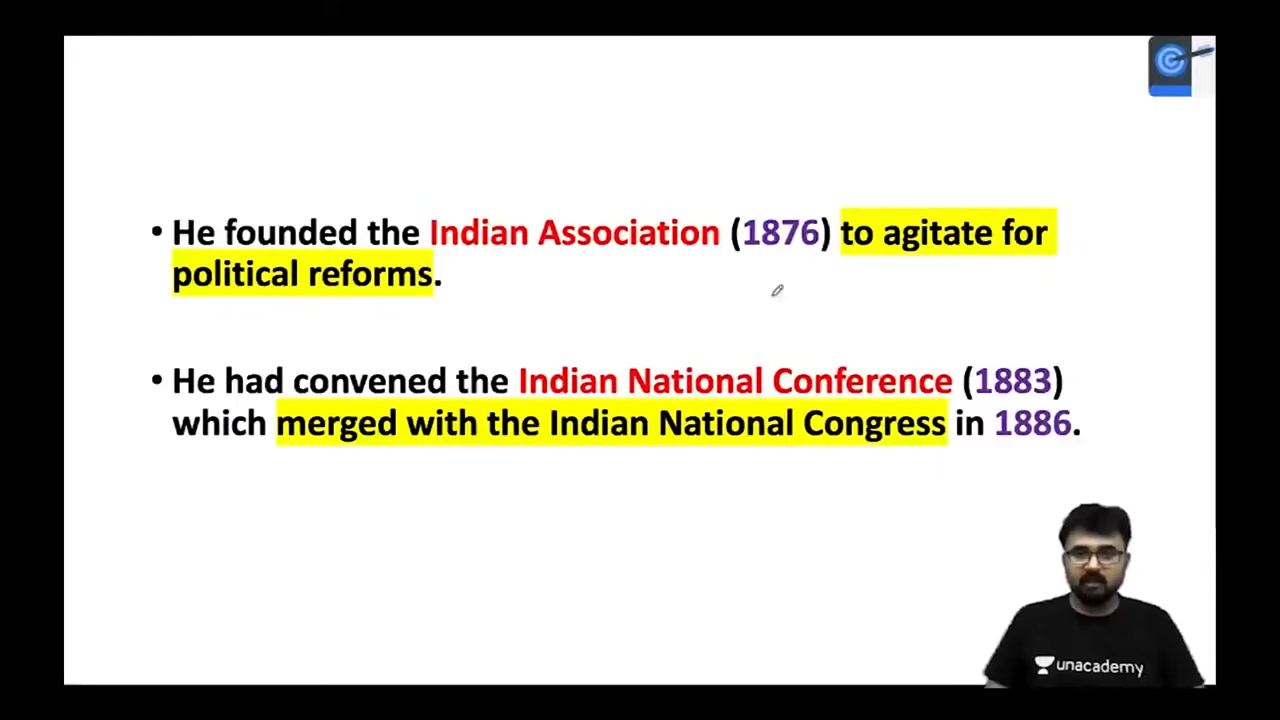 • He founded the Indian Association (1876) to agitate for
political reforms.
• He had convened the Indian National Conference (1883)
which merged with the Indian National Congress in 1886.
unacademy